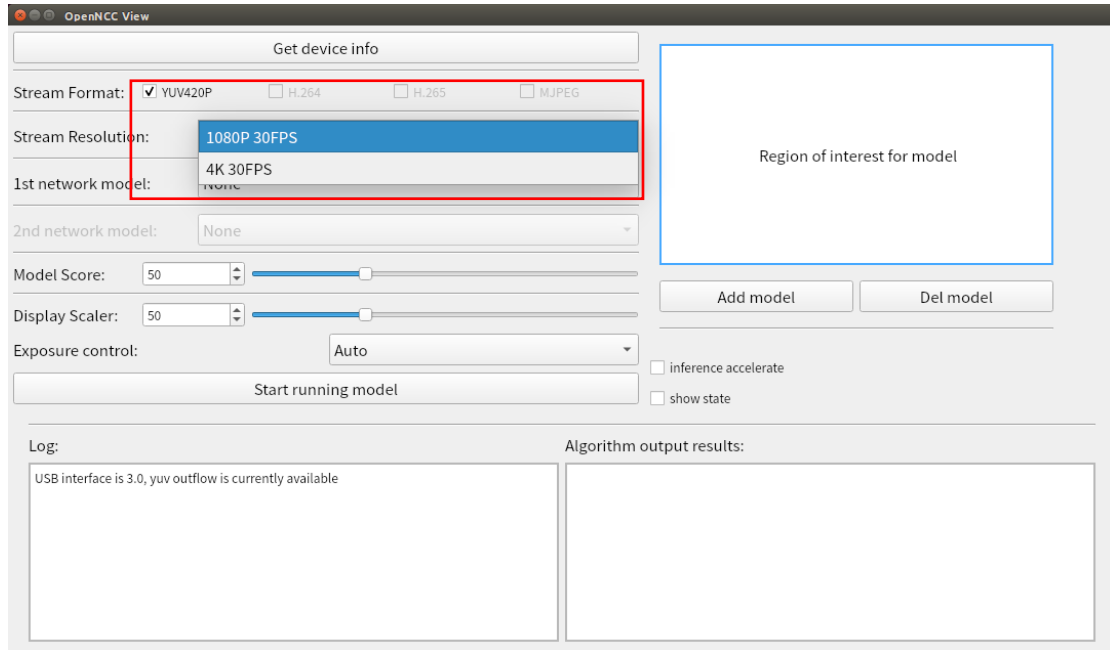 OpenNCC View
Get device info
Stream Format: YUV420P H.264 H.265 MJPEG
Stream Resolution:
1080P 30FPS
4K 30FPS
1st network model: None
2nd network model: None
Model Score: 50
Display Scaler: 50
Exposure control: Auto
Start running model
Region of interest for model
Add model Del model
inference accelerate
show state
Log:
USB interface is 3.0, yuv outflow is currently available
Algorithm output results: